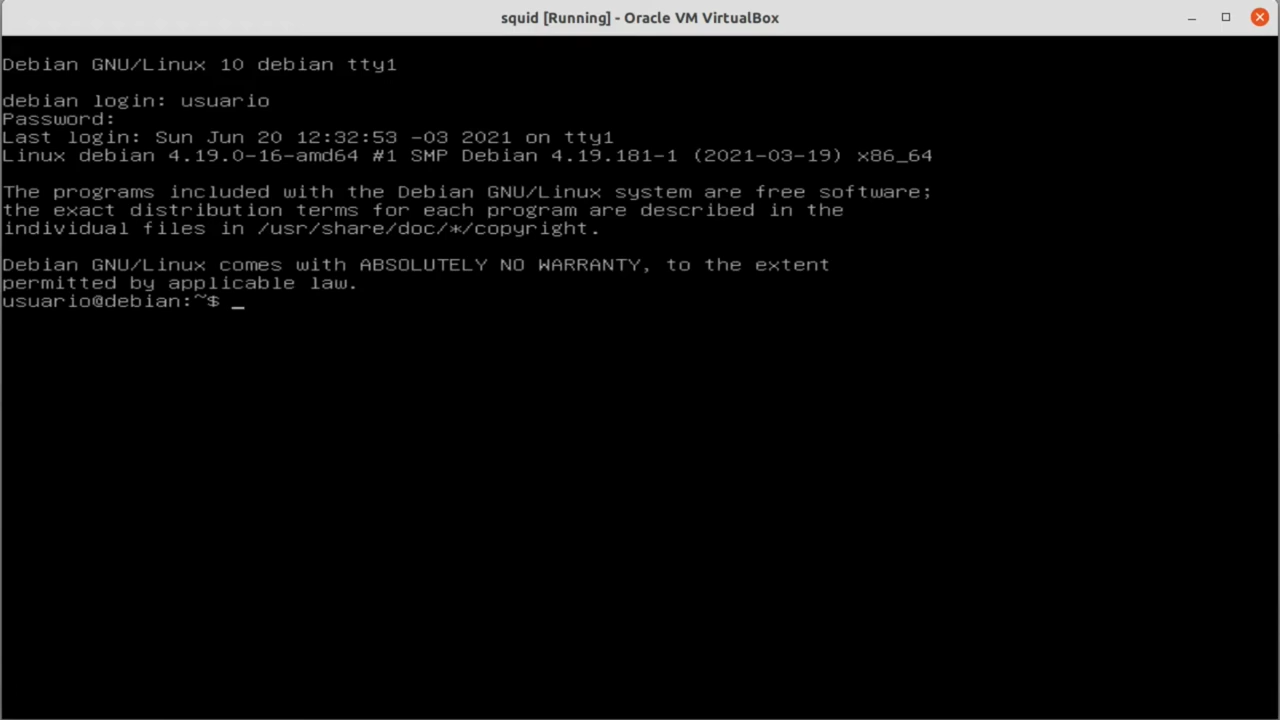 squid [Running] - Oracle VM VirtualBox
Debian GNU/Linux 10 debian tty1
debian login: usuario
Password:
Last login: Sun Jun 20 12:32:53 -03 2021 on tty1
Linux debian 4.19.0-16-amd64 #1 SMP Debian 4.19.181-1 (2021-03-19) x86_64
The programs included with the Debian GNU/Linux system are free software;
the exact distribution terms for each program are described in the
individual files in /usr/share/doc/*/copyright.
Debian GNU/Linux comes with ABSOLUTELY NO WARRANTY, to the extent
permitted by applicable law.
usuario@debian:~$ _